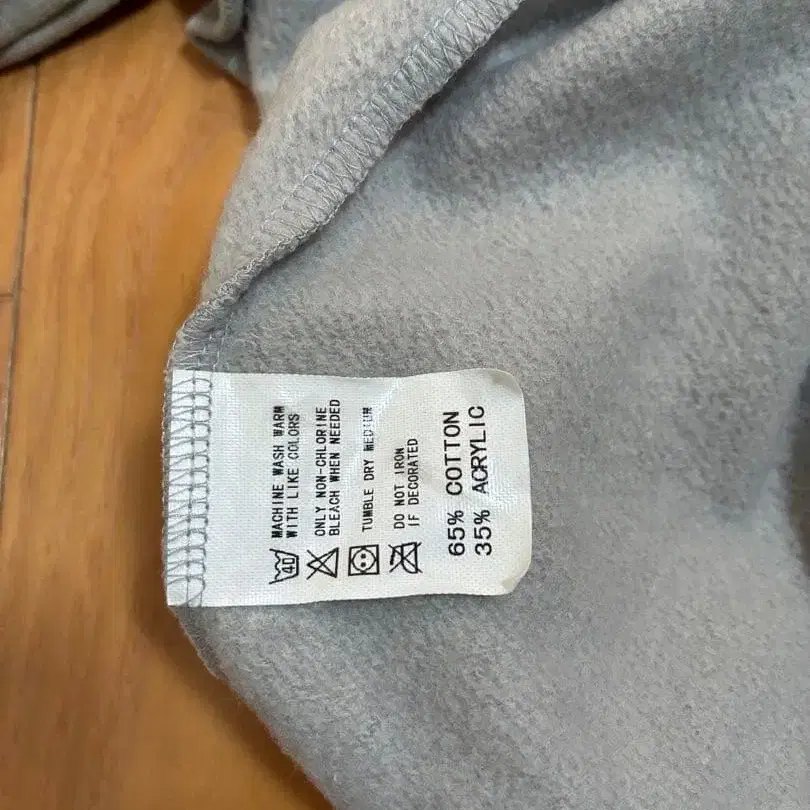 MACHINE WASH WARM
WITH LIKE COLORS
ONLY NON-CHLORINE
BLEACH WHEN NEEDED
TUMBLE DRY MEDIUM
DO NOT IRON
IF DECORATED
40
65% COTTON
35% ACRYLIC